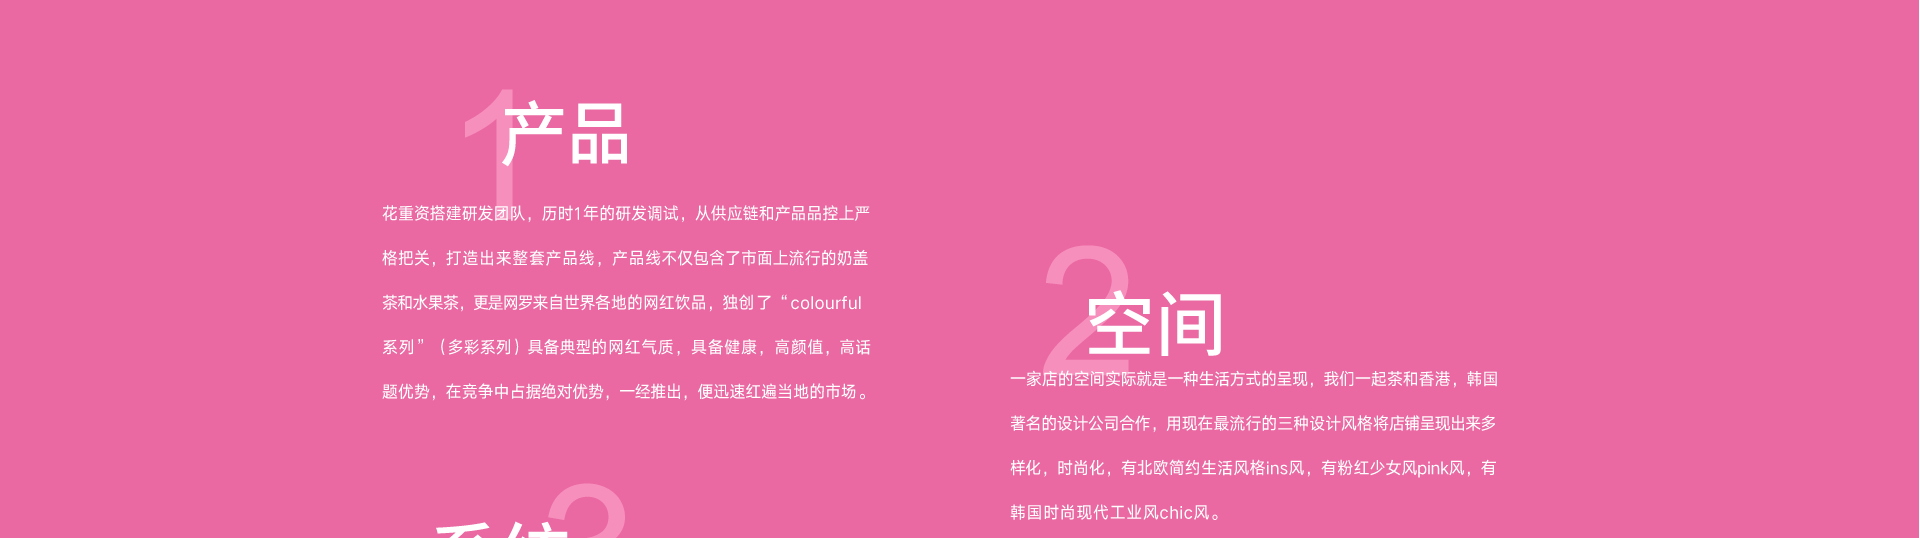 1
产品
花重资搭建研发团队，历时1年的研发调试，从供应链和产品品控上严
格把关，打造出来整套产品线，产品线不仅包含了市面上流行的奶盖
茶和水果茶，更是网罗来自世界各地的网红饮品，独创了“colourful
系列”（多彩系列）具备典型的网红气质，具备健康，高颜值，高话
题优势，在竞争中占据绝对优势，一经推出，便迅速红遍当地的市场。
2
空间
一家店的空间实际就是一种生活方式的呈现，我们一起茶和香港，韩国
著名的设计公司合作，用现在最流行的三种设计风格将店铺呈现出来多
样化，时尚化，有北欧简约生活风格ins风，有粉红少女风pink风，有
韩国时尚现代工业风chic风。
3
系统